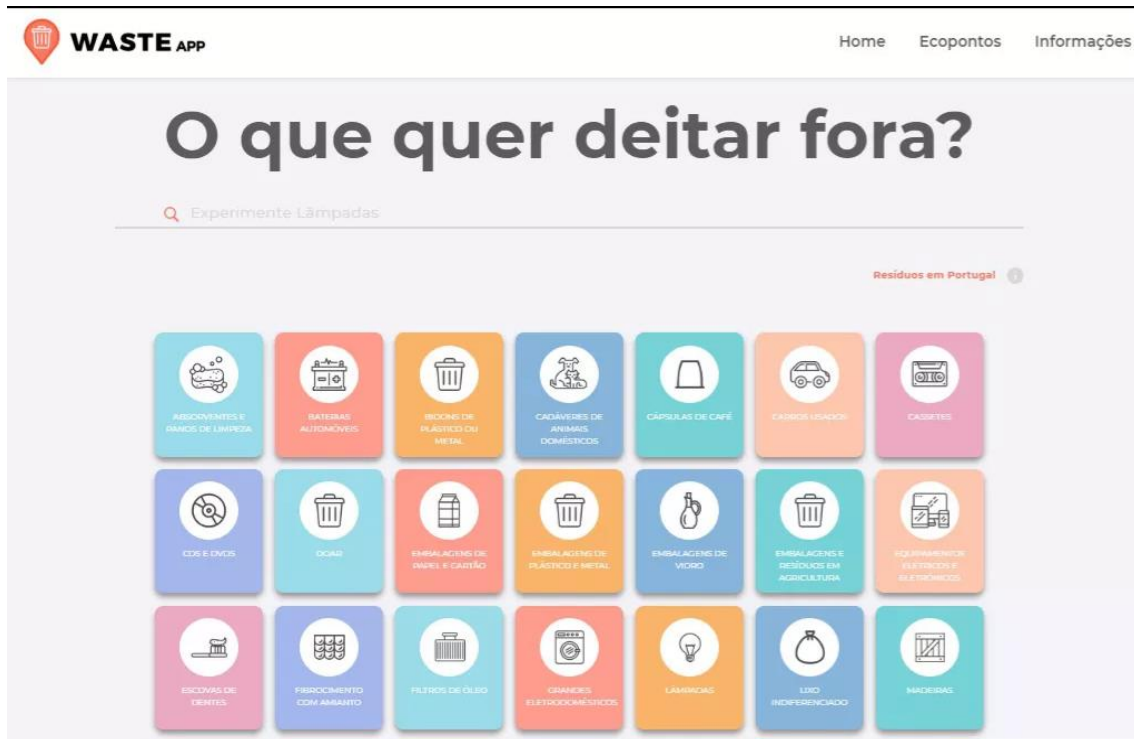 WASTE APP
Home Ecopontos Informações
O que quer deitar fora?
Experimente Lâmpadas
Resíduos em Portugal
ABSORVENTES E
PANOS DE LIMPEZA
BATERIAS
AUTOMÓVEIS
BIDONS DE
PLÁSTICO OU
METAL
CADÁVERES DE
ANIMAIS
DOMÉSTICOS
CÁPSULAS DE CAFÉ
CARROS USADOS
CASSETES
CDS E DVDS
DOAR
EMBALAGENS DE
PAPEL E CARTÃO
EMBALAGENS DE
PLÁSTICO E METAL
EMBALAGENS DE
VIDRO
EMBALAGENS E
RESÍDUOS EM
AGRICULTURA
EQUIPAMENTOS
ELÉTRICOS E
ELETRÓNICOS
ESCOVAS DE
DENTES
FIBROCIMENTO
COM AMIANTO
FILTROS DE ÓLEO
GRANDES
ELETRODOMÉSTICOS
LÂMPADAS
LIXO
INDIFERENCIADO
MADEIRAS